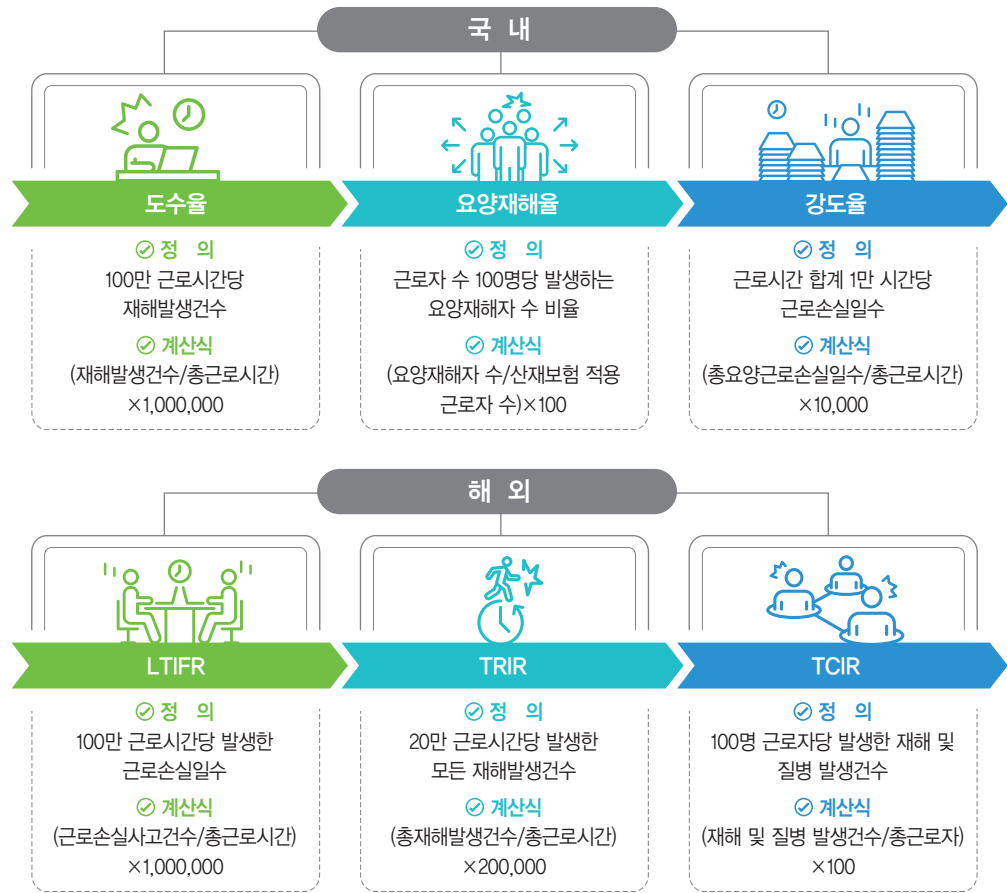 국 내
도수율
정 의
100만 근로시간당
재해발생건수
계산식
(재해발생건수/총근로시간)
×1,000,000
요양재해율
정 의
근로자 수 100명당 발생하는
요양재해자 수 비율
계산식
(요양재해자 수/산재보험 적용
근로자 수)×100
강도율
정 의
근로시간 합계 1만 시간당
근로손실일수
계산식
(총요양근로손실일수/총근로시간)
×10,000
해 외
LTIFR
정 의
100만 근로시간당 발생한
근로손실일수
계산식
(근로손실사고건수/총근로시간)
×1,000,000
TRIR
정 의
20만 근로시간당 발생한
모든 재해발생건수
계산식
(총재해발생건수/총근로시간)
×200,000
TCIR
정 의
100명 근로자당 발생한 재해 및
질병 발생건수
계산식
(재해 및 질병 발생건수/총근로자)
×100